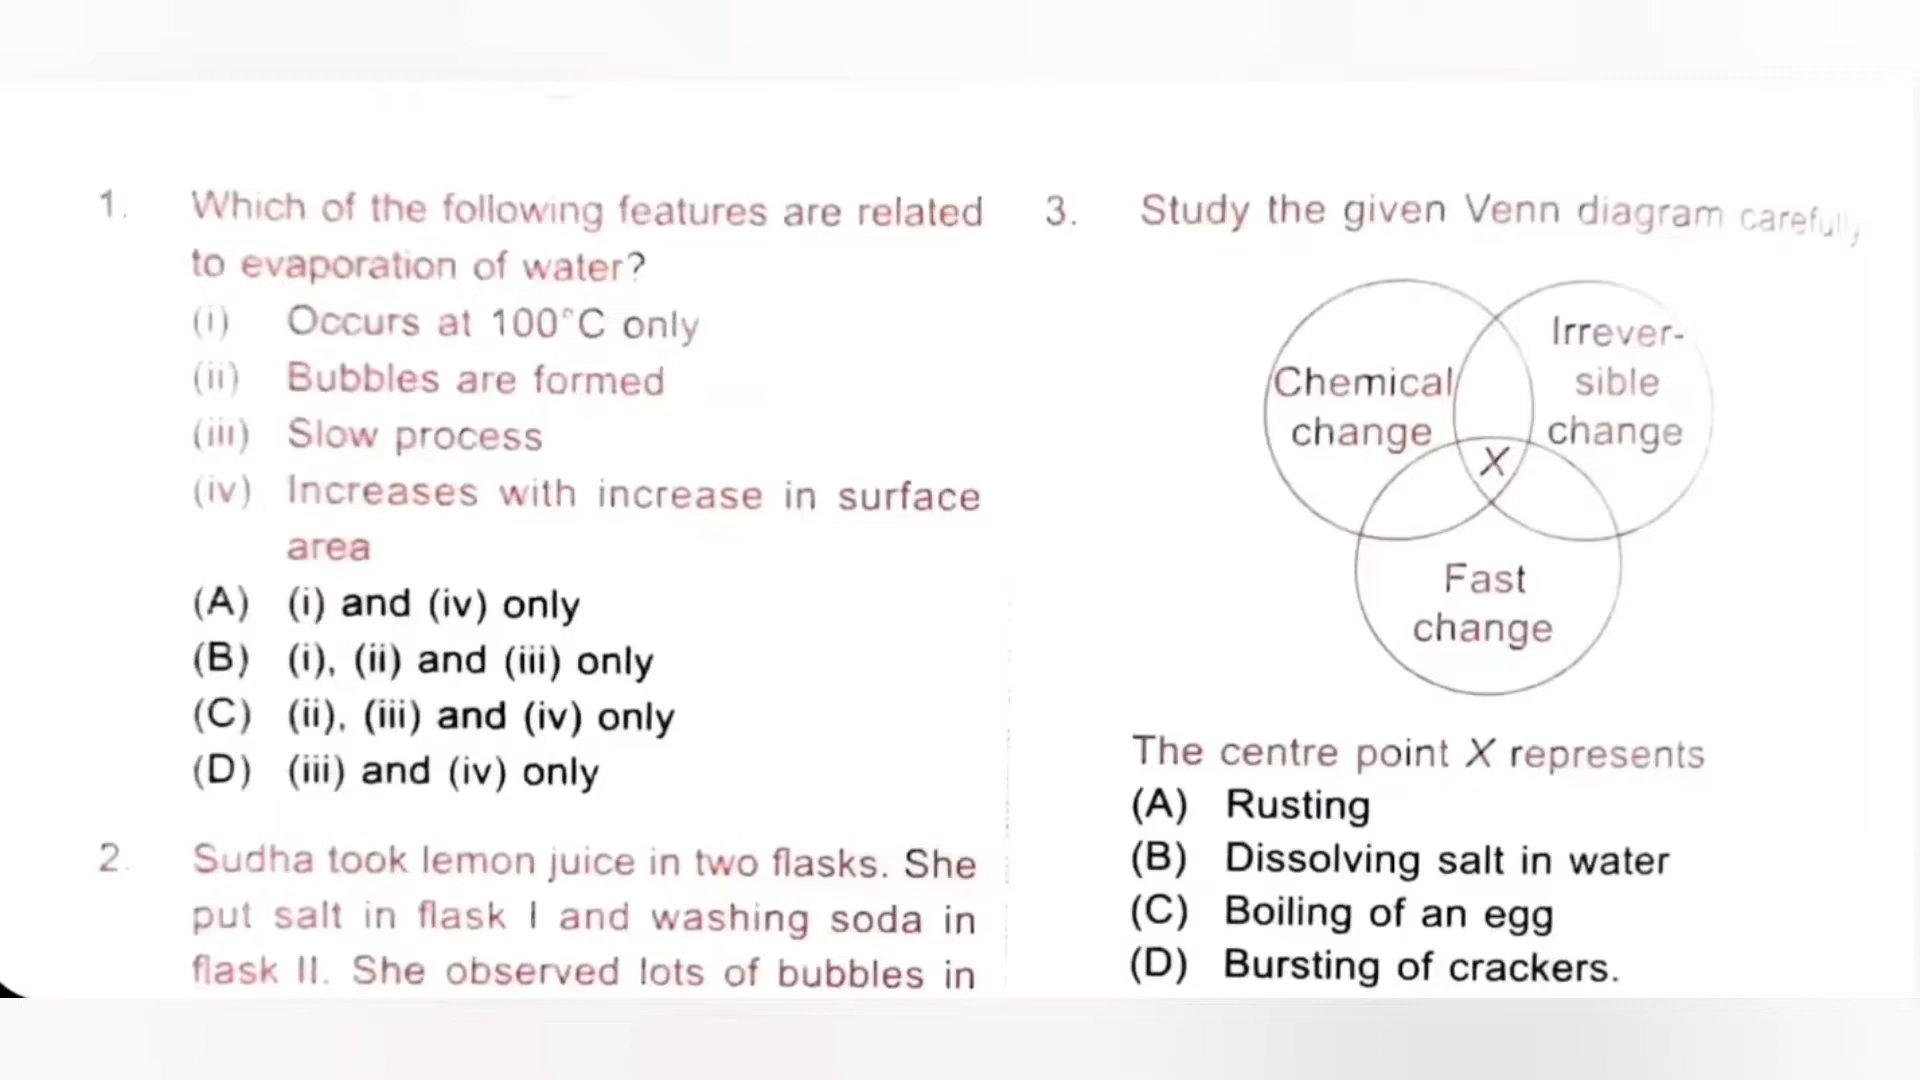 1. Which of the following features are related
to evaporation of water?
(i) Occurs at 100°C only
(ii) Bubbles are formed
(iii) Slow process
(iv) Increases with increase in surface
area
(A) (i) and (iv) only
(B) (i), (ii) and (iii) only
(C) (ii), (iii) and (iv) only
(D) (iii) and (iv) only
2. Sudha took lemon juice in two flasks. She
put salt in flask I and washing soda in
flask II. She observed lots of bubbles in
3. Study the given Venn diagram carefully
Chemical
change
Irrever-
sible
change
X
Fast
change
The centre point X represents
(A) Rusting
(B) Dissolving salt in water
(C) Boiling of an egg
(D) Bursting of crackers.